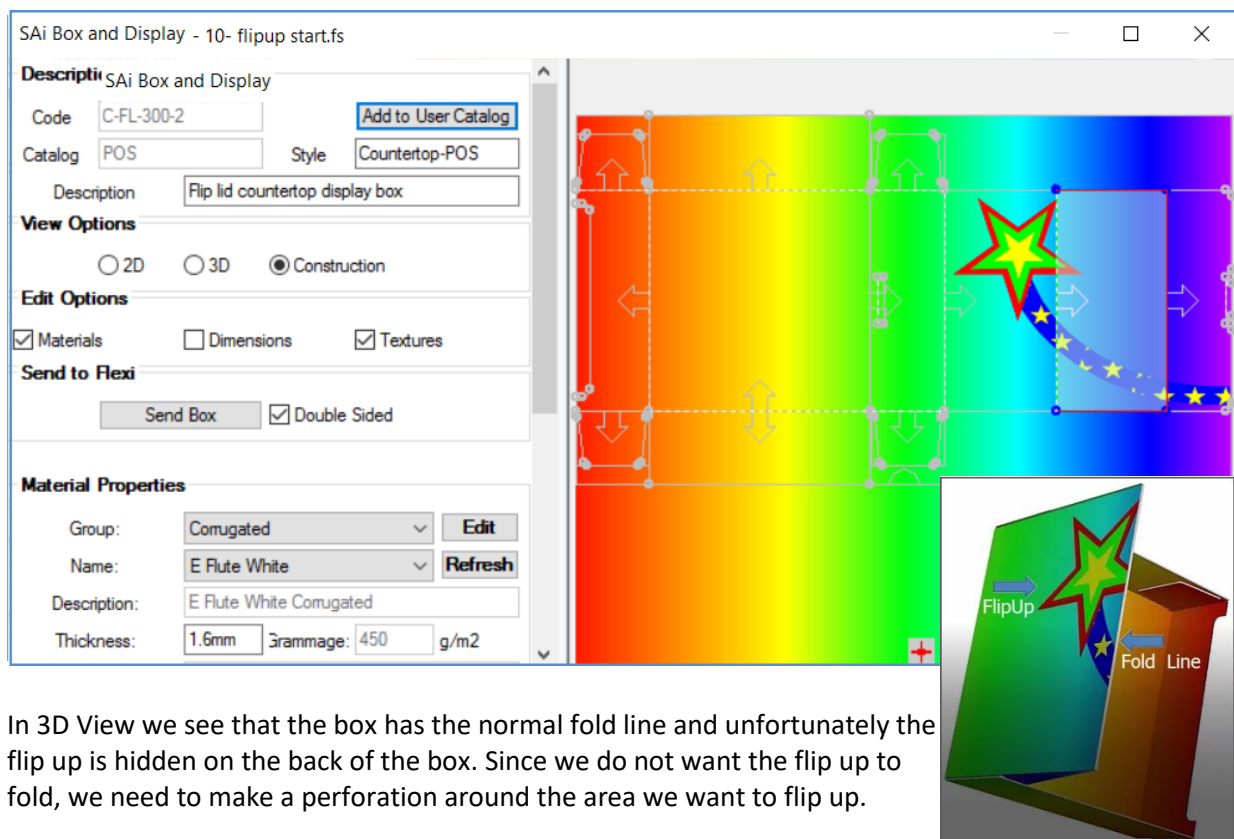 SAi Box and Display - 10- flipup start.fs
Descripti SAi Box and Display
Code C-FL-300-2 Add to User Catalog
Catalog POS Style Countertop-POS
Description Flip lid countertop display box
View Options
2D 3D Construction
Edit Options
Materials Dimensions Textures
Send to Flexi
Send Box Double Sided
Material Properties
Group: Corrugated Edit
Name: E Flute White Refresh
Description: E Flute White Corrugated
Thickness: 1.6mm Grammage: 450 g/m2
FlipUp
Fold Line
In 3D View we see that the box has the normal fold line and unfortunately the
flip up is hidden on the back of the box. Since we do not want the flip up to
fold, we need to make a perforation around the area we want to flip up.